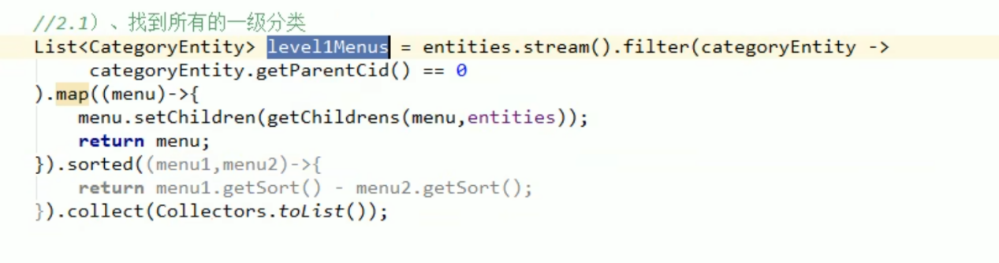 //2.1）、找到所有的一级分类
List<CategoryEntity> level1Menus = entities.stream().filter(categoryEntity ->
categoryEntity.getParentCid() == 0
).map((menu)->{
menu.setChildren(getChildrens(menu,entities));
return menu;
}).sorted((menu1,menu2)->{
return menu1.getSort() - menu2.getSort();
}).collect(Collectors.toList());